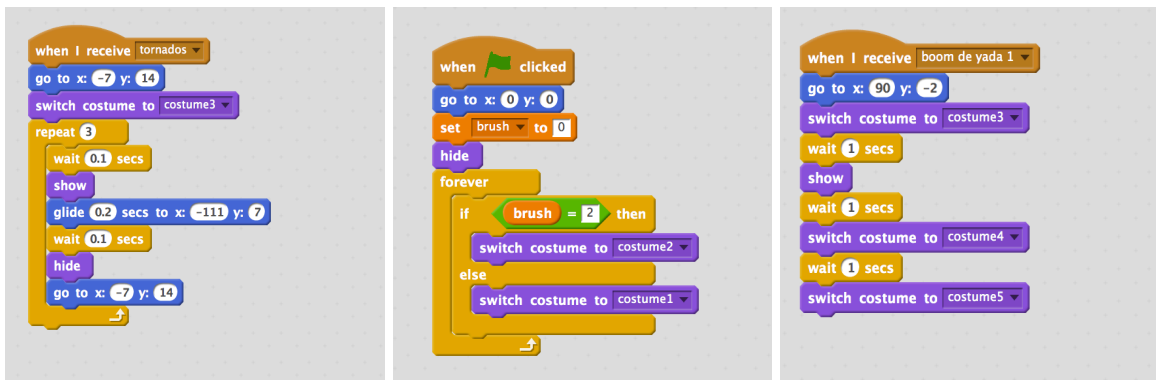 when I receive tornados
go to x: -7 y: 14
switch costume to costume3
repeat 3
wait 0.1 secs
show
glide 0.2 secs to x: -111 y: 7
wait 0.1 secs
hide
go to x: -7 y: 14
when clicked
go to x: 0 y: 0
set brush to 0
hide
forever
if brush = 2 then
switch costume to costume2
else
switch costume to costume1
when I receive boom de yada 1
go to x: 90 y: -2
switch costume to costume3
wait 1 secs
show
wait 1 secs
switch costume to costume4
wait 1 secs
switch costume to costume5